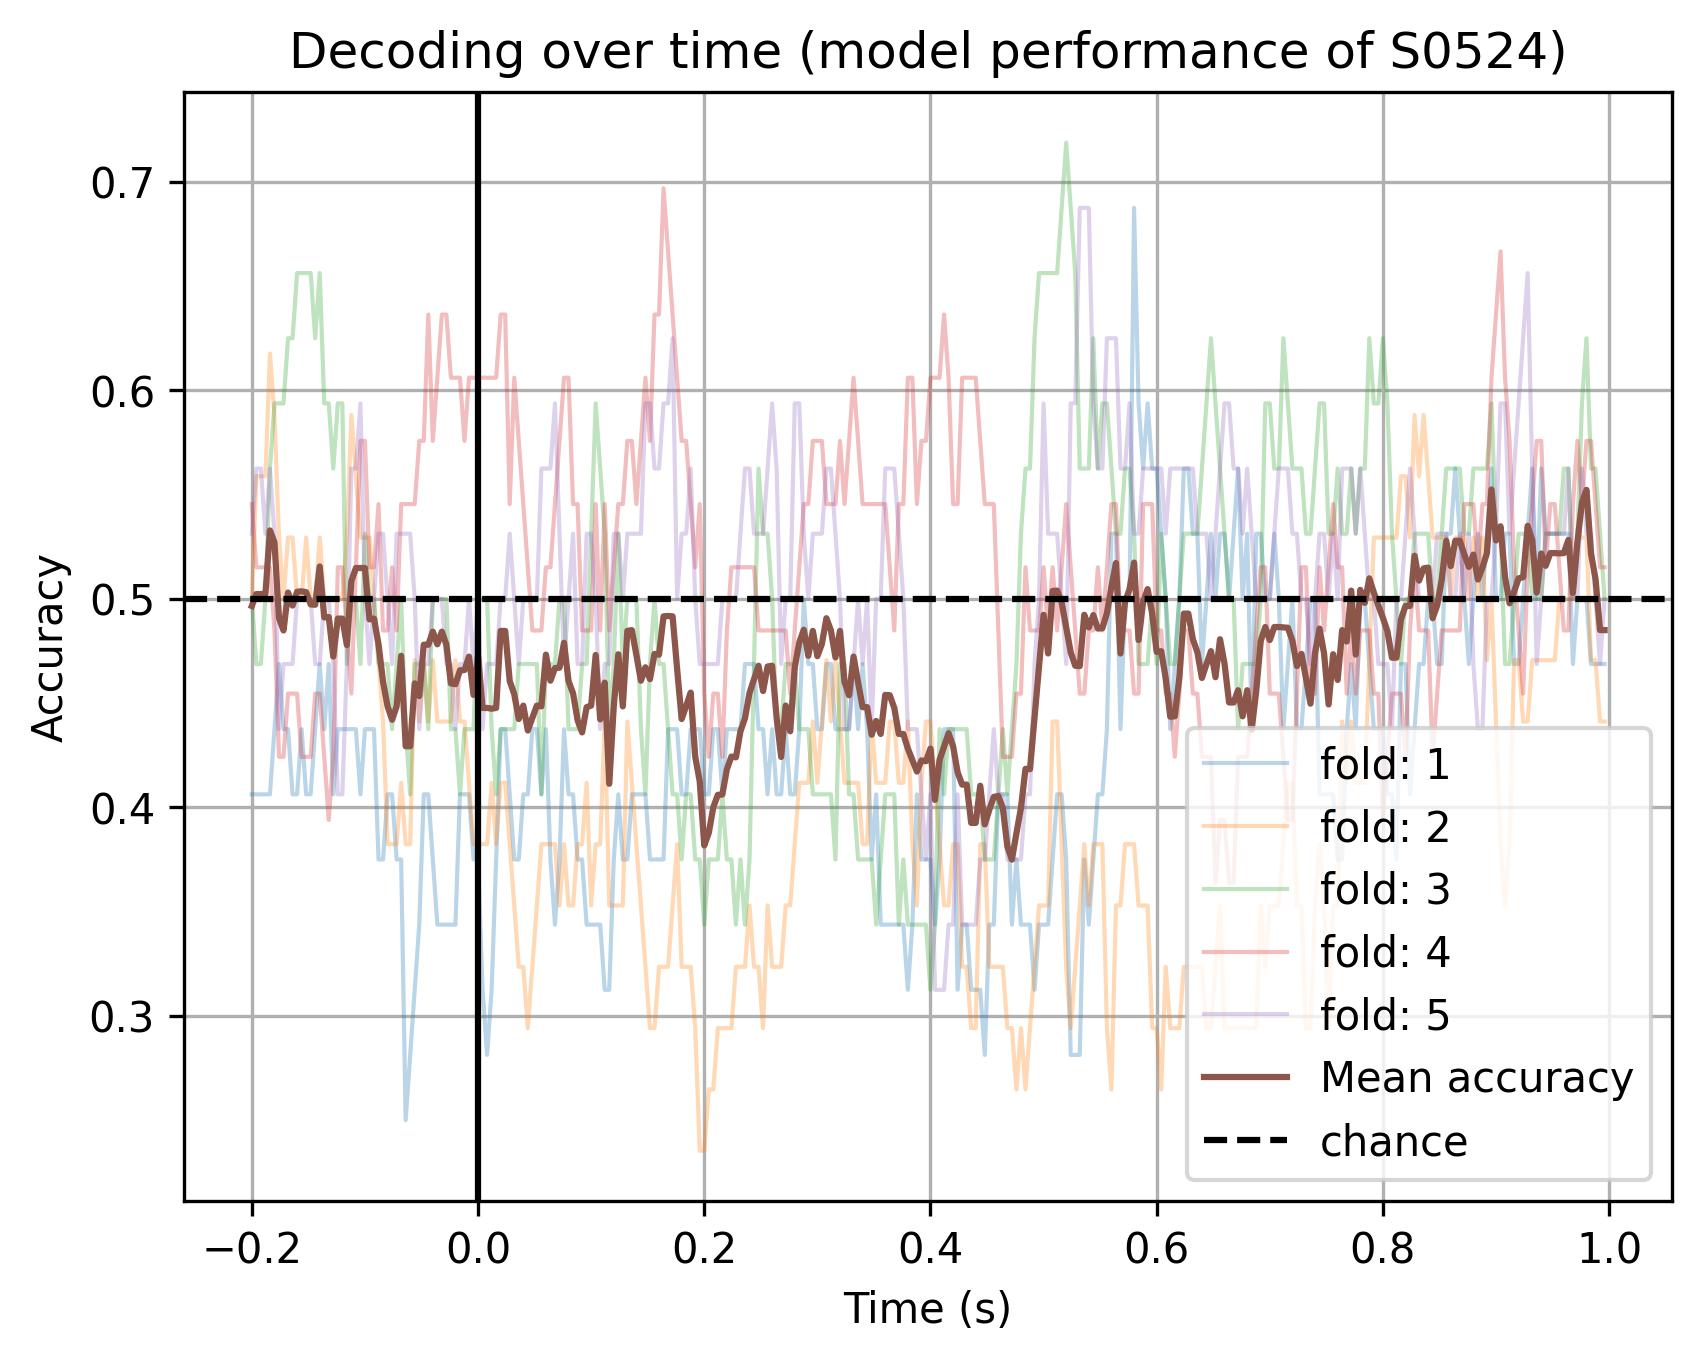 Decoding over time (model performance of S0524)
Accuracy
0.7
0.6
0.5
0.4
0.3
fold: 1
fold: 2
fold: 3
fold: 4
fold: 5
Mean accuracy
chance
−0.2 0.0 0.2 0.4 0.6 0.8 1.0
Time (s)